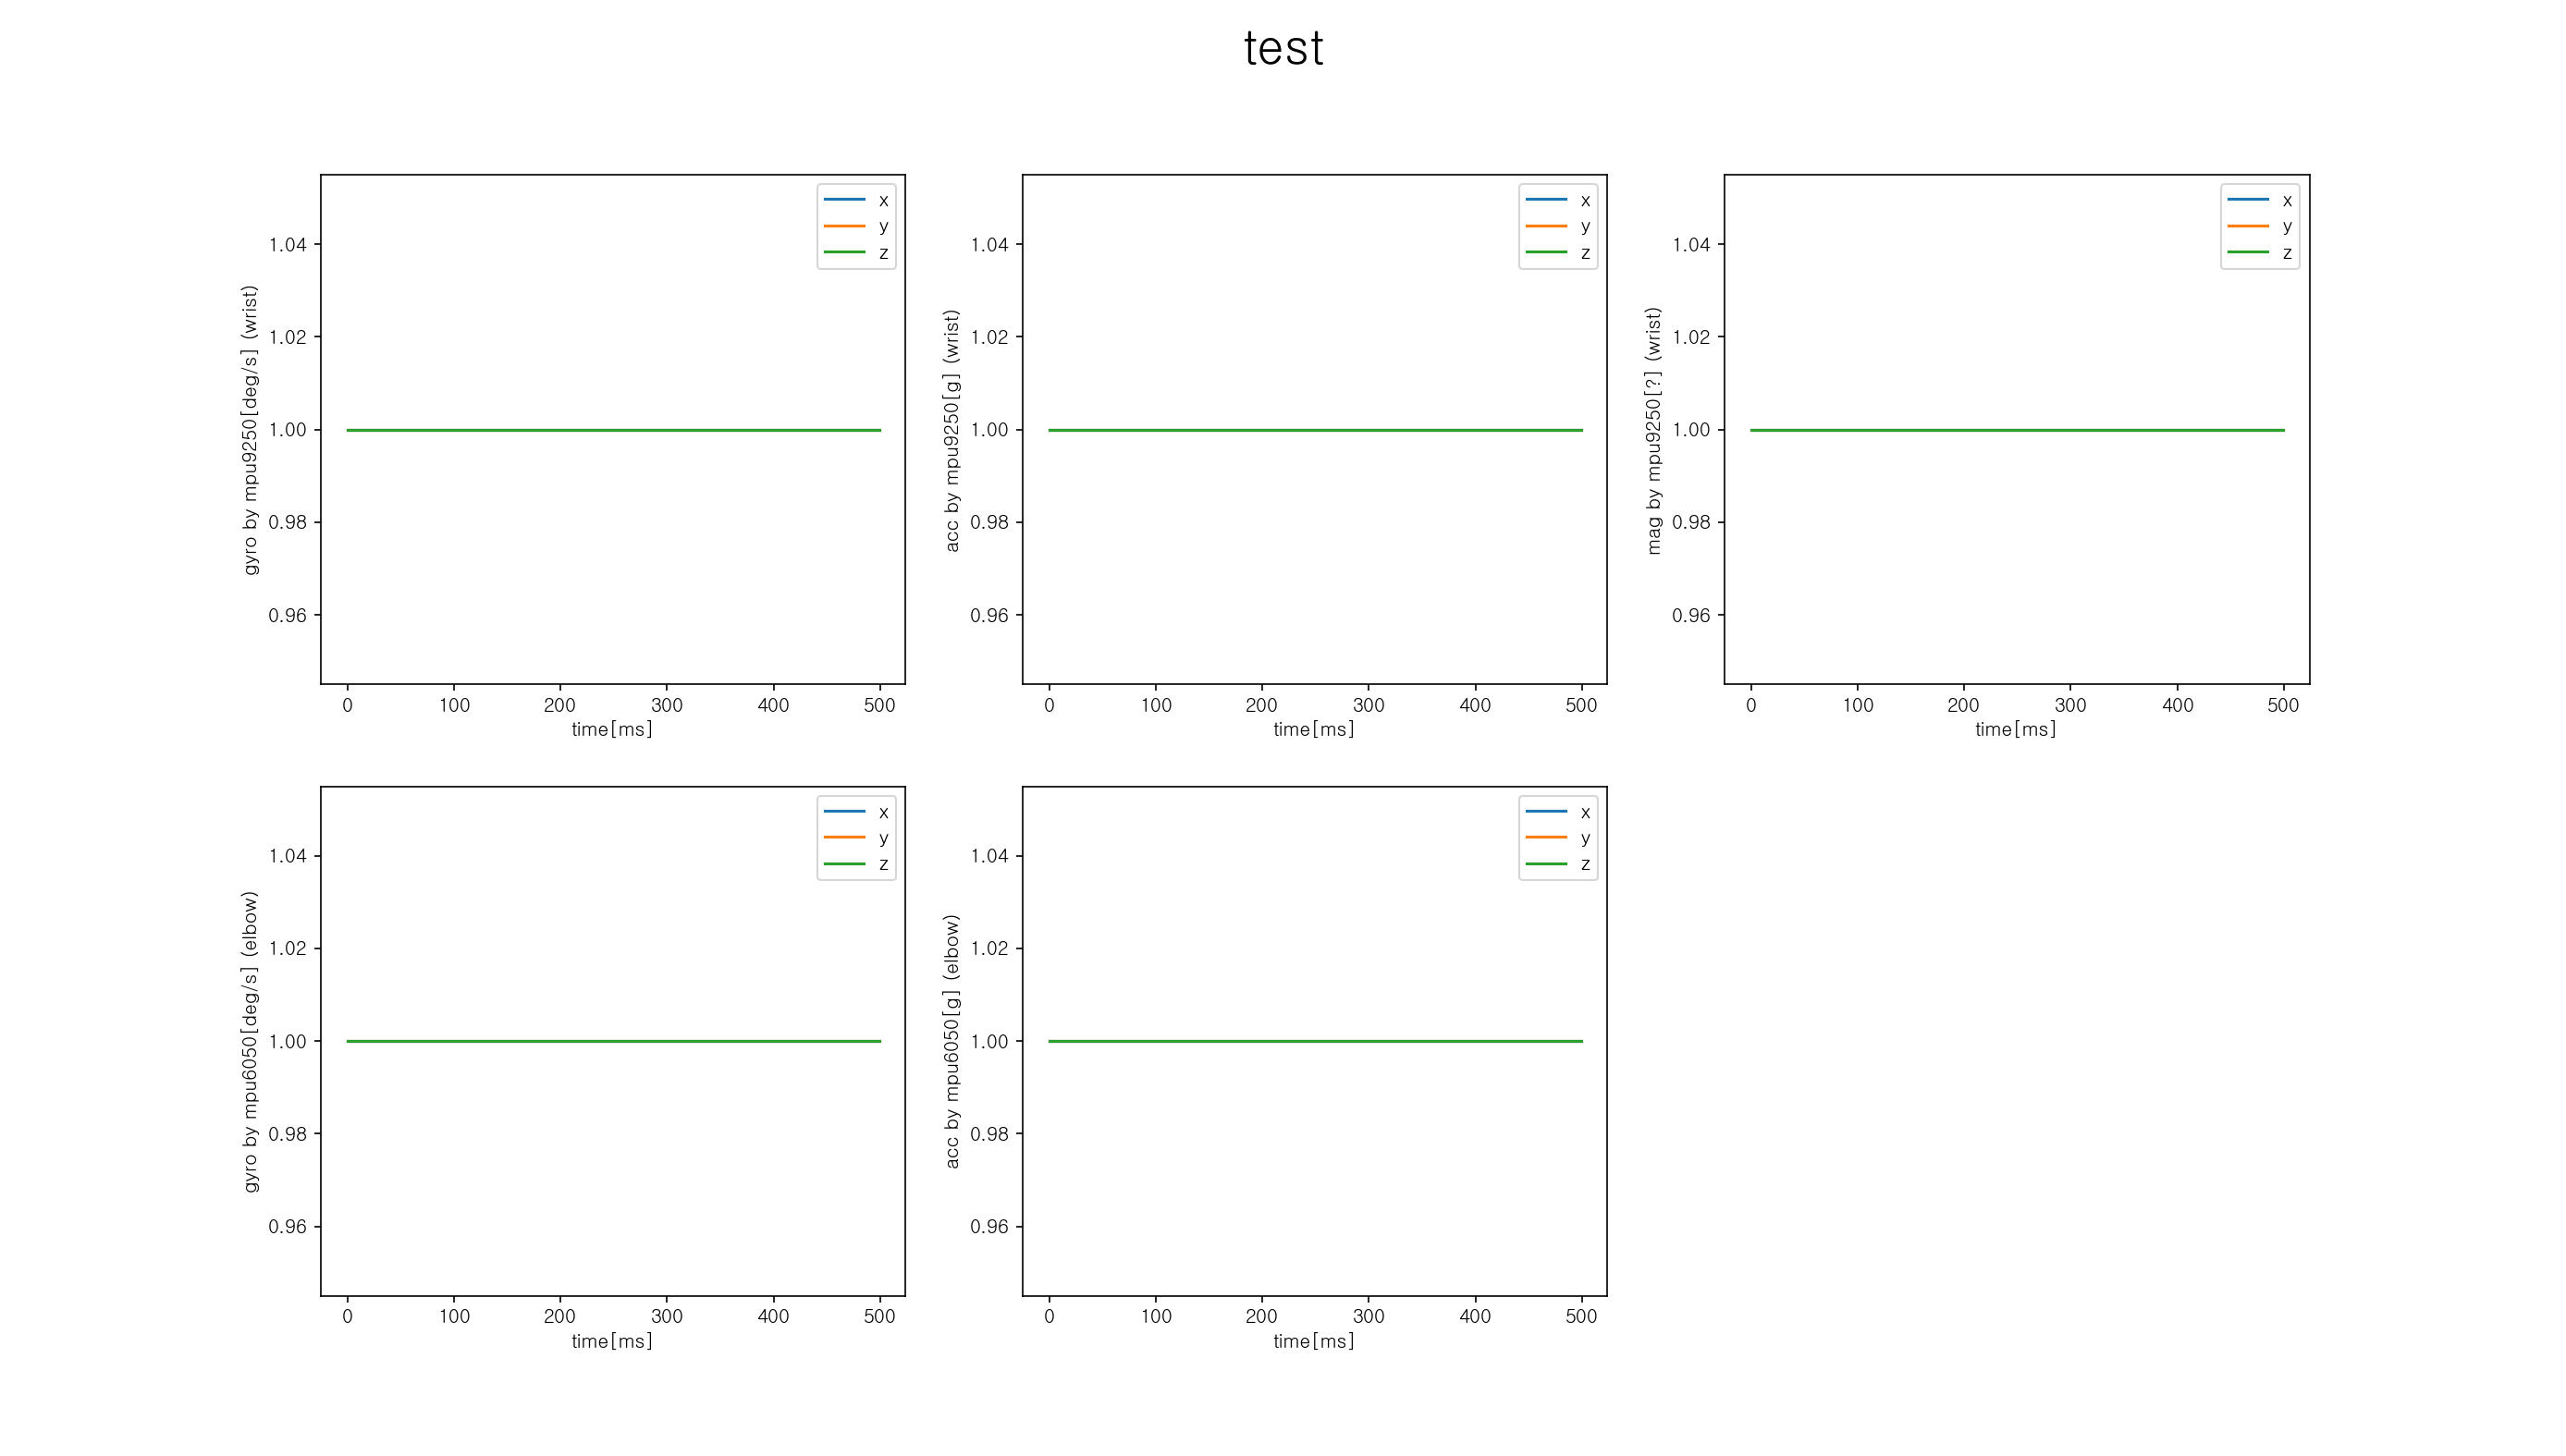 test
gyro by mpu9250[deg/s] (wrist)
1.04
1.02
1.00
0.98
0.96
x
y
z
0 100 200 300 400 500
time[ms]
acc by mpu9250[g] (wrist)
1.04
1.02
1.00
0.98
0.96
x
y
z
0 100 200 300 400 500
time[ms]
mag by mpu9250[?] (wrist)
1.04
1.02
1.00
0.98
0.96
x
y
z
0 100 200 300 400 500
time[ms]
gyro by mpu6050[deg/s] (elbow)
1.04
1.02
1.00
0.98
0.96
x
y
z
0 100 200 300 400 500
time[ms]
acc by mpu6050[g] (elbow)
1.04
1.02
1.00
0.98
0.96
x
y
z
0 100 200 300 400 500
time[ms]